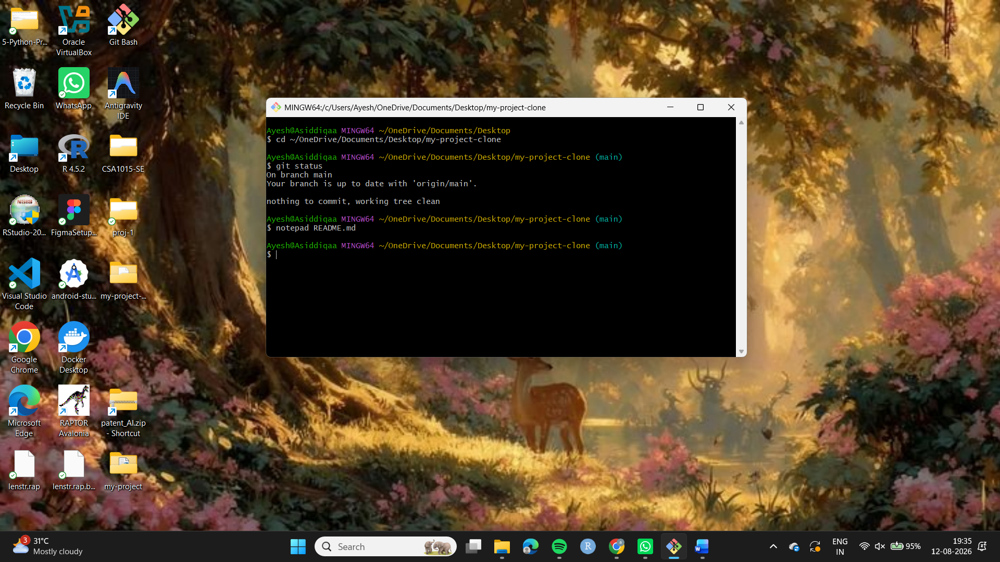 5-Python-Pr...
Oracle
VirtualBox
Git Bash
Recycle Bin
WhatsApp
Antigravity
IDE
Desktop
R 4.5.2
CSA1015-SE
NSIS
RStudio-20...
FigmaSetup...
proj-1
Visual Studio
Code
android-stu...
my-project-...
Google
Chrome
Docker
Desktop
Microsoft
Edge
RAPTOR
Avalonia
patent_AI.zip
- Shortcut
lenstr.rap
lenstr.rap.b...
my-project
MINGW64:/c/Users/Ayesh/OneDrive/Documents/Desktop/my-project-clone
Ayesh@Asiddiqaa MINGW64 ~/OneDrive/Documents/Desktop
$ cd ~/OneDrive/Documents/Desktop/my-project-clone
Ayesh@Asiddiqaa MINGW64 ~/OneDrive/Documents/Desktop/my-project-clone (main)
$ git status
On branch main
Your branch is up to date with 'origin/main'.
nothing to commit, working tree clean
Ayesh@Asiddiqaa MINGW64 ~/OneDrive/Documents/Desktop/my-project-clone (main)
$ notepad README.md
Ayesh@Asiddiqaa MINGW64 ~/OneDrive/Documents/Desktop/my-project-clone (main)
$
3
31°C
Mostly cloudy
Search
R
a
W
ENG
IN
95%
19:35
12-08-2026